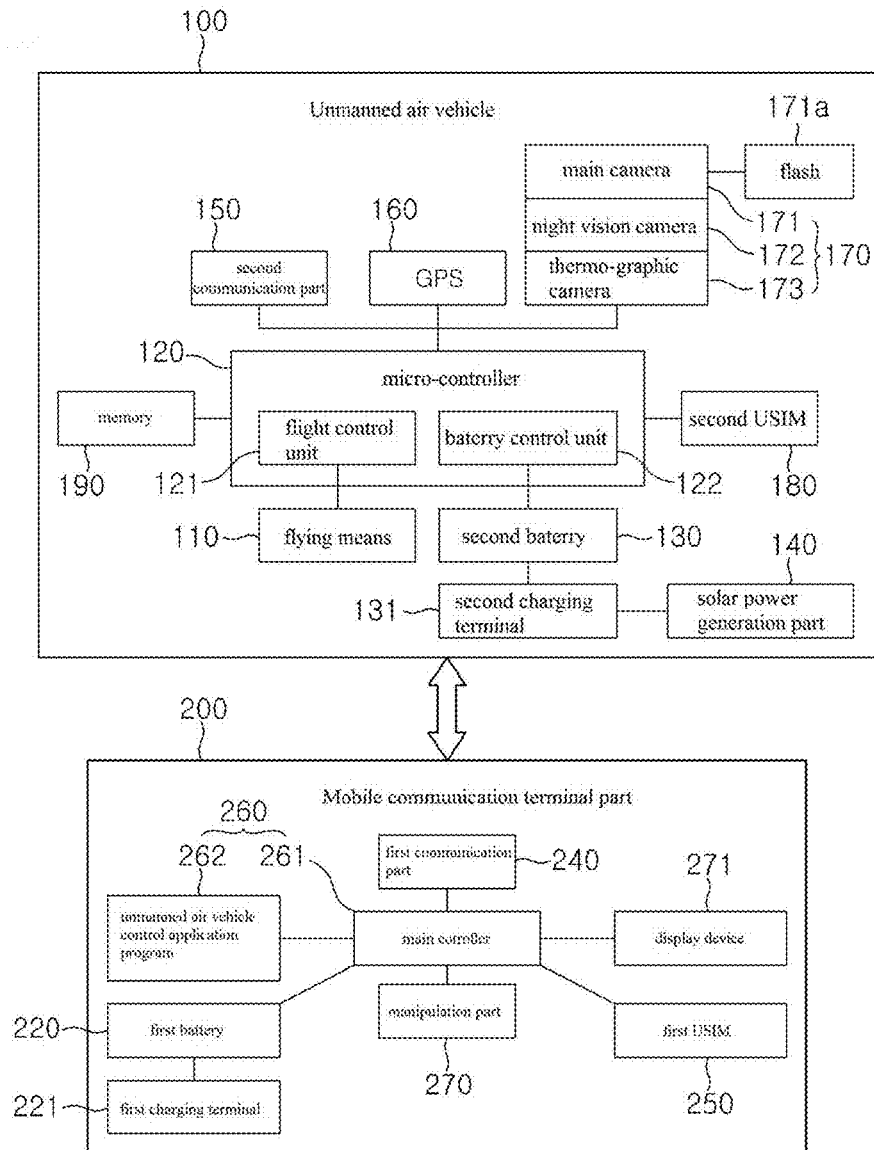 100
Unmanned air vehicle
171a
main camera
flash
150
160
171
night vision camera
172
170
second
communication part
GPS
thermo-graphic
camera
173
120
micro-controller
memory
flight control
unit
baterry control unit
second USIM
190
121
122
180
110
flying means
second baterry
130
140
131
second charging
terminal
solar power
generation part
200
Mobile communication terminal part
260
262
261
first communication
part
240
271
unmanned air vehicle
control application
program
main cotroller
display device
220
first battery
manipulation part
first USIM
270
250
221
first charging terminal